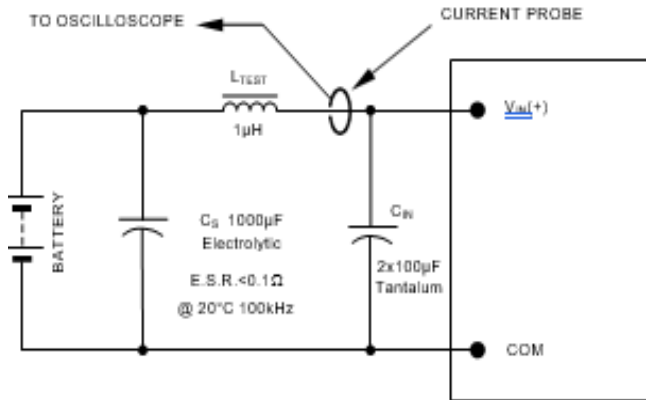 TO OSCILLOSCOPE
CURRENT PROBE
LTEST
1μH
VIN(+)
BATTERY
CS 1000μF
Electrolytic
E.S.R.<0.1Ω
@ 20°C 100kHz
CIN
2x100μF
Tantalum
COM